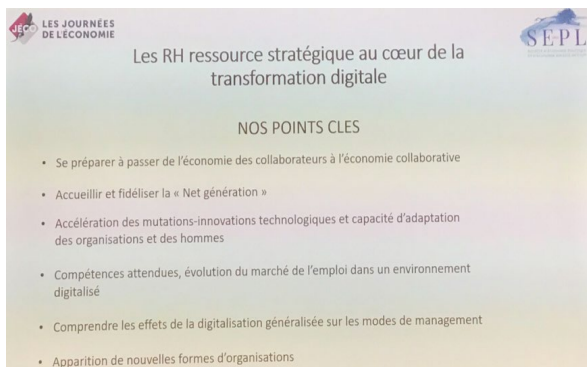 JÉCO
LES JOURNÉES
DE L'ÉCONOMIE
SEPL
Les RH ressource stratégique au cœur de la
transformation digitale
NOS POINTS CLES
• Se préparer à passer de l'économie des collaborateurs à l'économie collaborative
• Accueillir et fidéliser la « Net génération »
• Accélération des mutations-innovations technologiques et capacité d'adaptation
des organisations et des hommes
• Compétences attendues, évolution du marché de l'emploi dans un environnement
digitalisé
• Comprendre les effets de la digitalisation généralisée sur les modes de management
• Apparition de nouvelles formes d'organisations